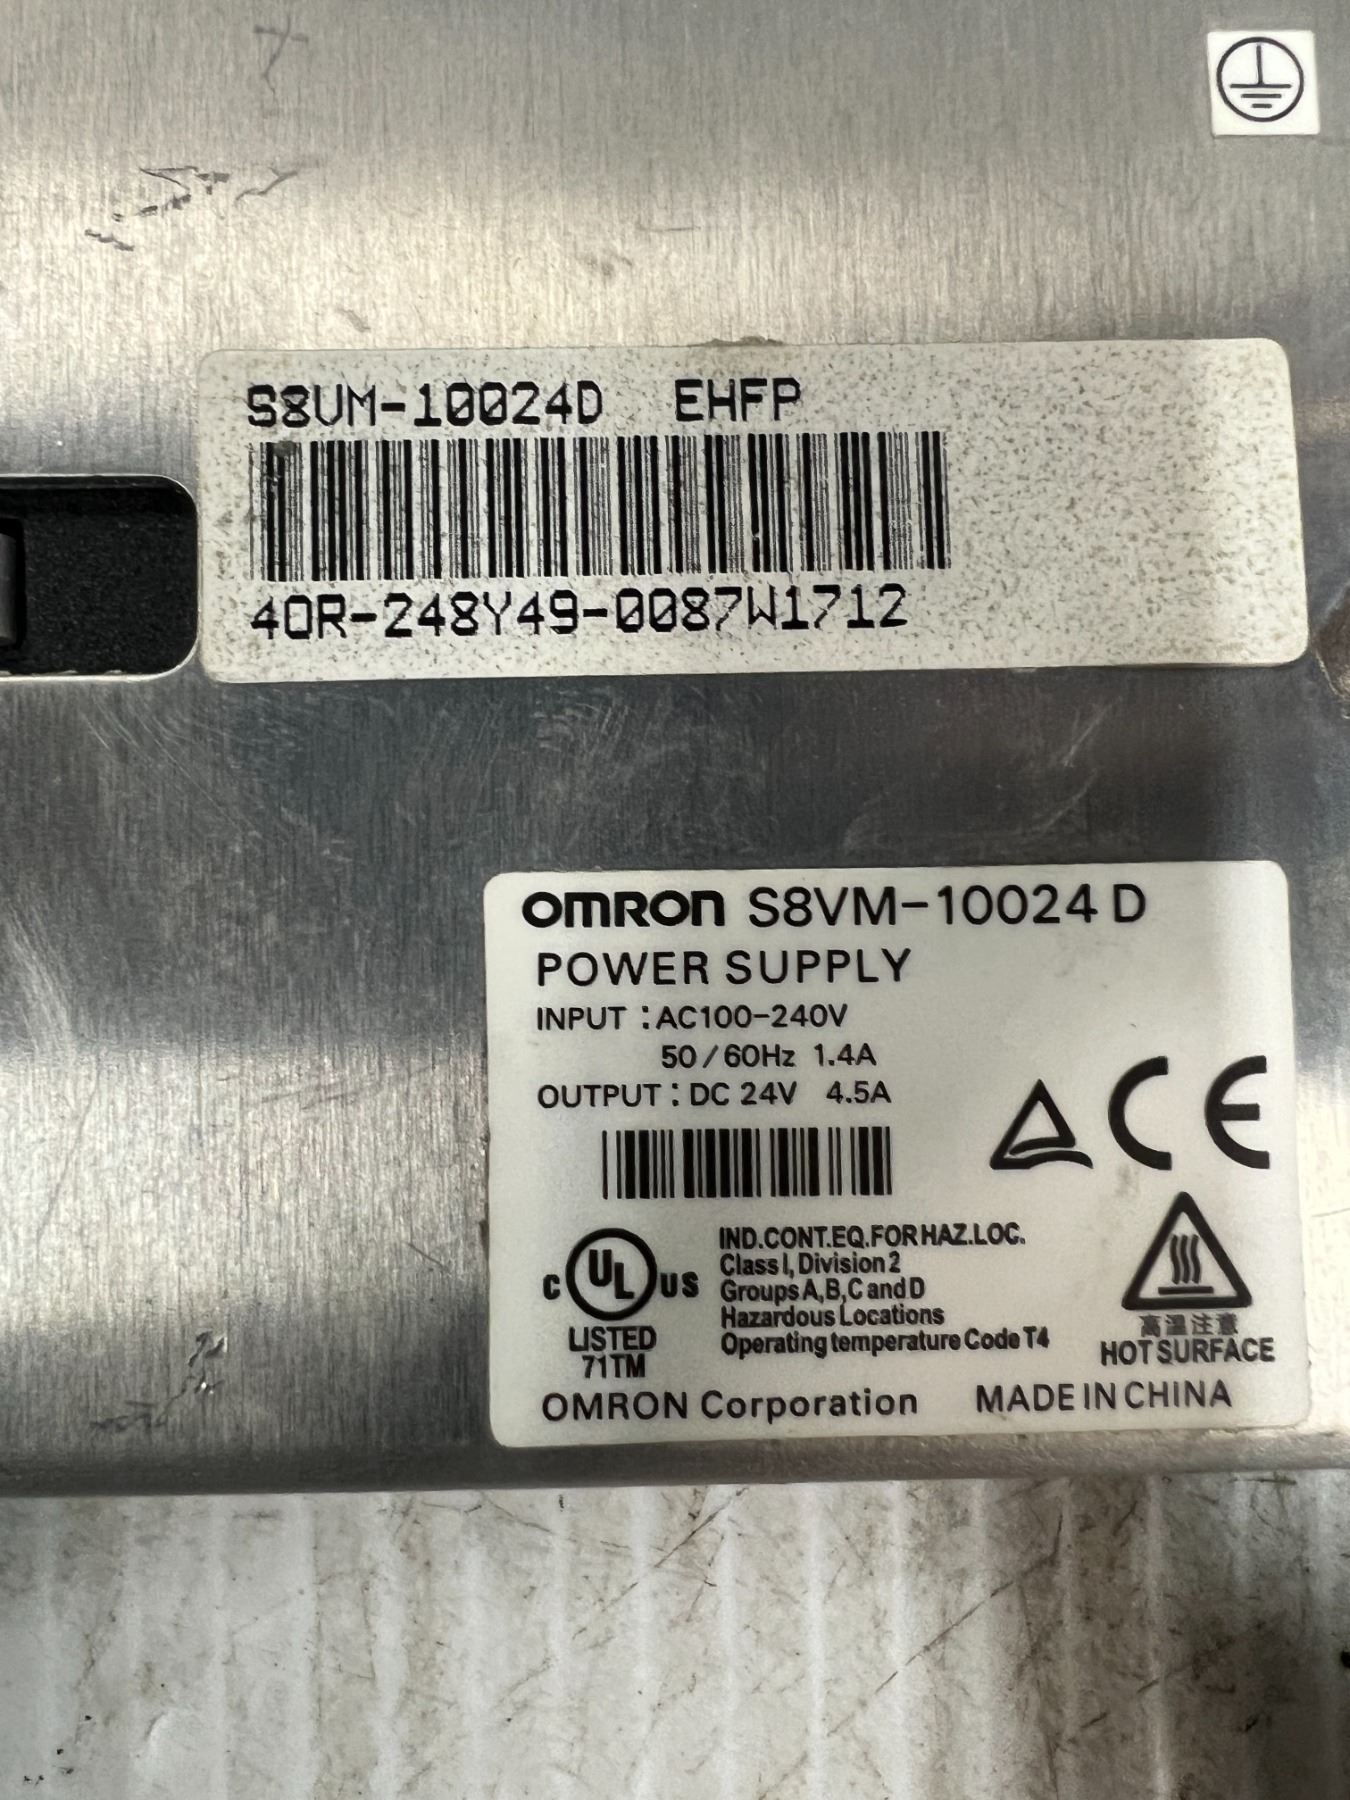 S8VM-10024D EHFP
40R-248Y49-0087W1712
OMRON S8VM-10024 D
POWER SUPPLY
INPUT : AC100-240V
50/60Hz 1.4A
OUTPUT : DC 24V 4.5A
CE
C UL US
LISTED
71TM
IND.CONT.EQ.FOR HAZ.LOC.
Class I, Division 2
Groups A, B, C and D
Hazardous Locations
Operating temperature Code T4
高温注意
HOT SURFACE
OMRON Corporation MADE IN CHINA